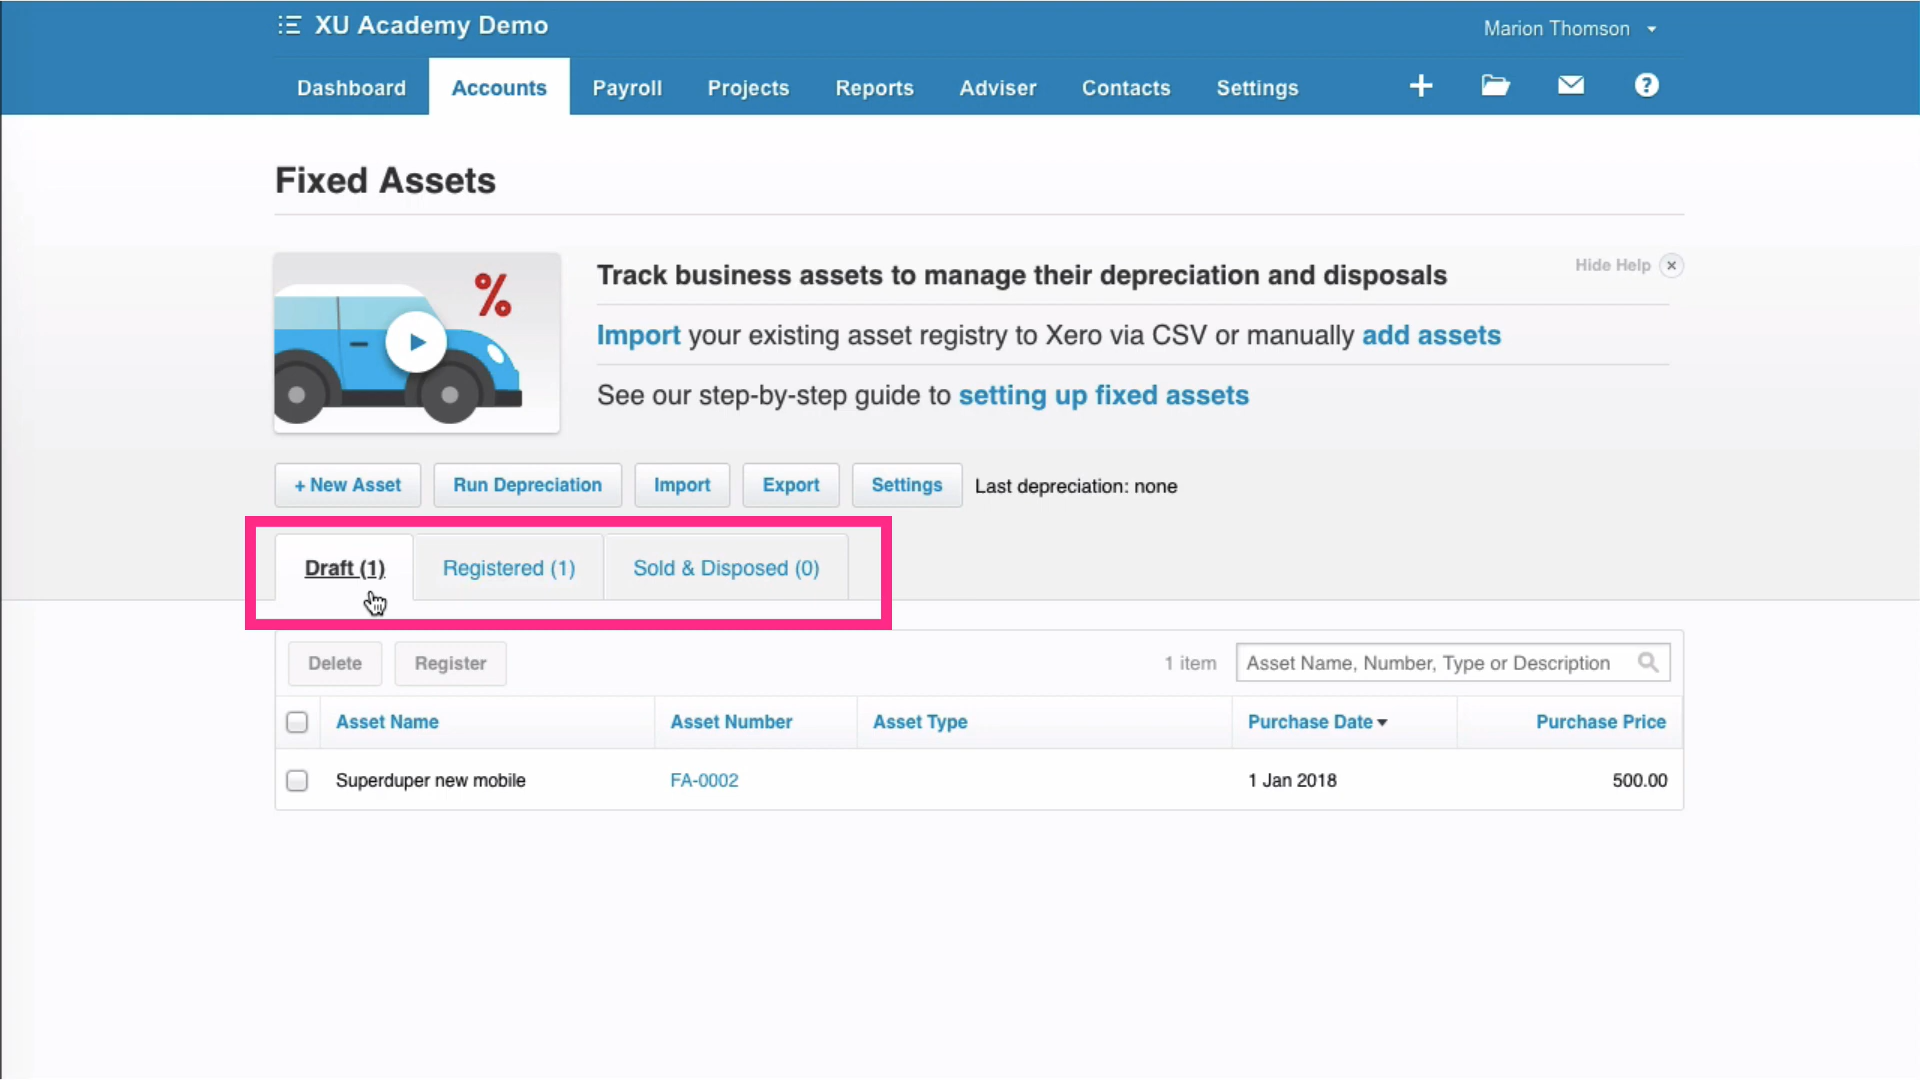 XU Academy Demo
Marion Thomson
Dashboard Accounts Payroll Projects Reports Adviser Contacts Settings
Fixed Assets
%
Track business assets to manage their depreciation and disposals
Hide Help
Import your existing asset registry to Xero via CSV or manually add assets
See our step-by-step guide to setting up fixed assets
+ New Asset Run Depreciation Import Export Settings Last depreciation: none
Draft (1) Registered (1) Sold & Disposed (0)
Delete Register 1 item Asset Name, Number, Type or Description
Asset Name Asset Number Asset Type Purchase Date Purchase Price
Superduper new mobile FA-0002 1 Jan 2018 500.00